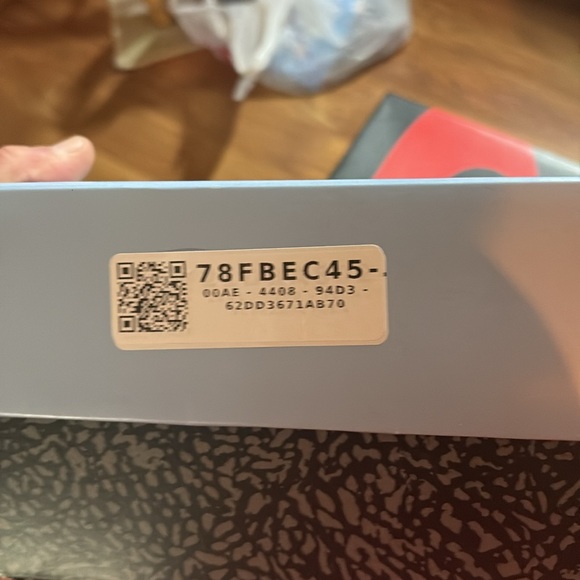 78FBEC45-
00AE - 4408 - 94D3 -
62DD3671AB70